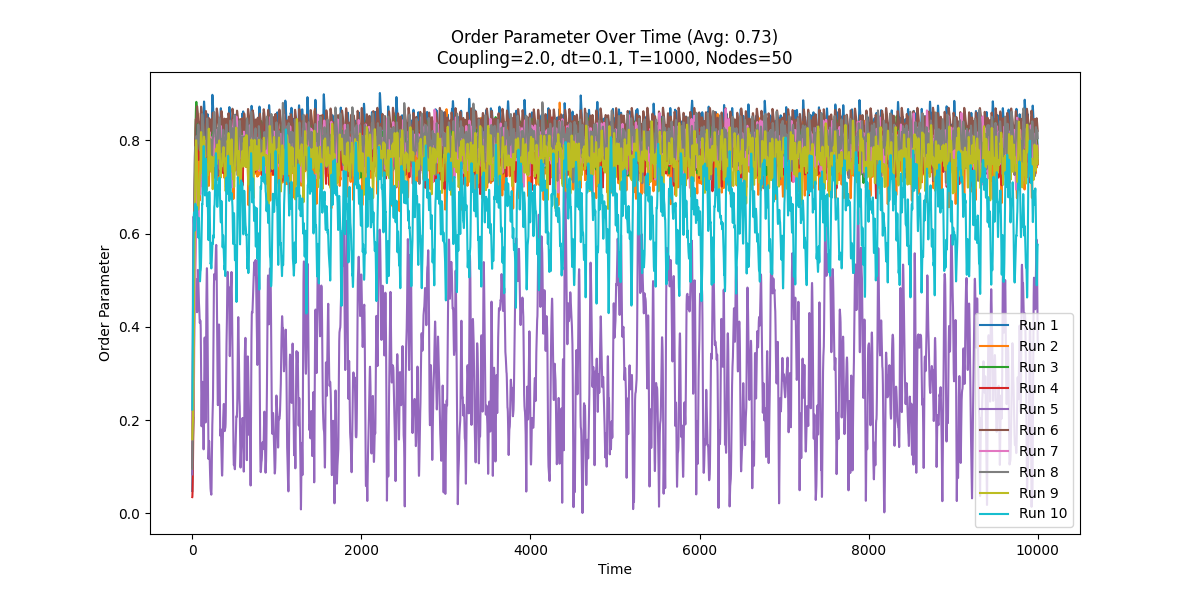 Order Parameter Over Time (Avg: 0.73)
Coupling=2.0, dt=0.1, T=1000, Nodes=50
Order Parameter
0.8
0.6
0.4
0.2
0.0
Run 1
Run 2
Run 3
Run 4
Run 5
Run 6
Run 7
Run 8
Run 9
Run 10
0
2000
4000
6000
8000
10000
Time